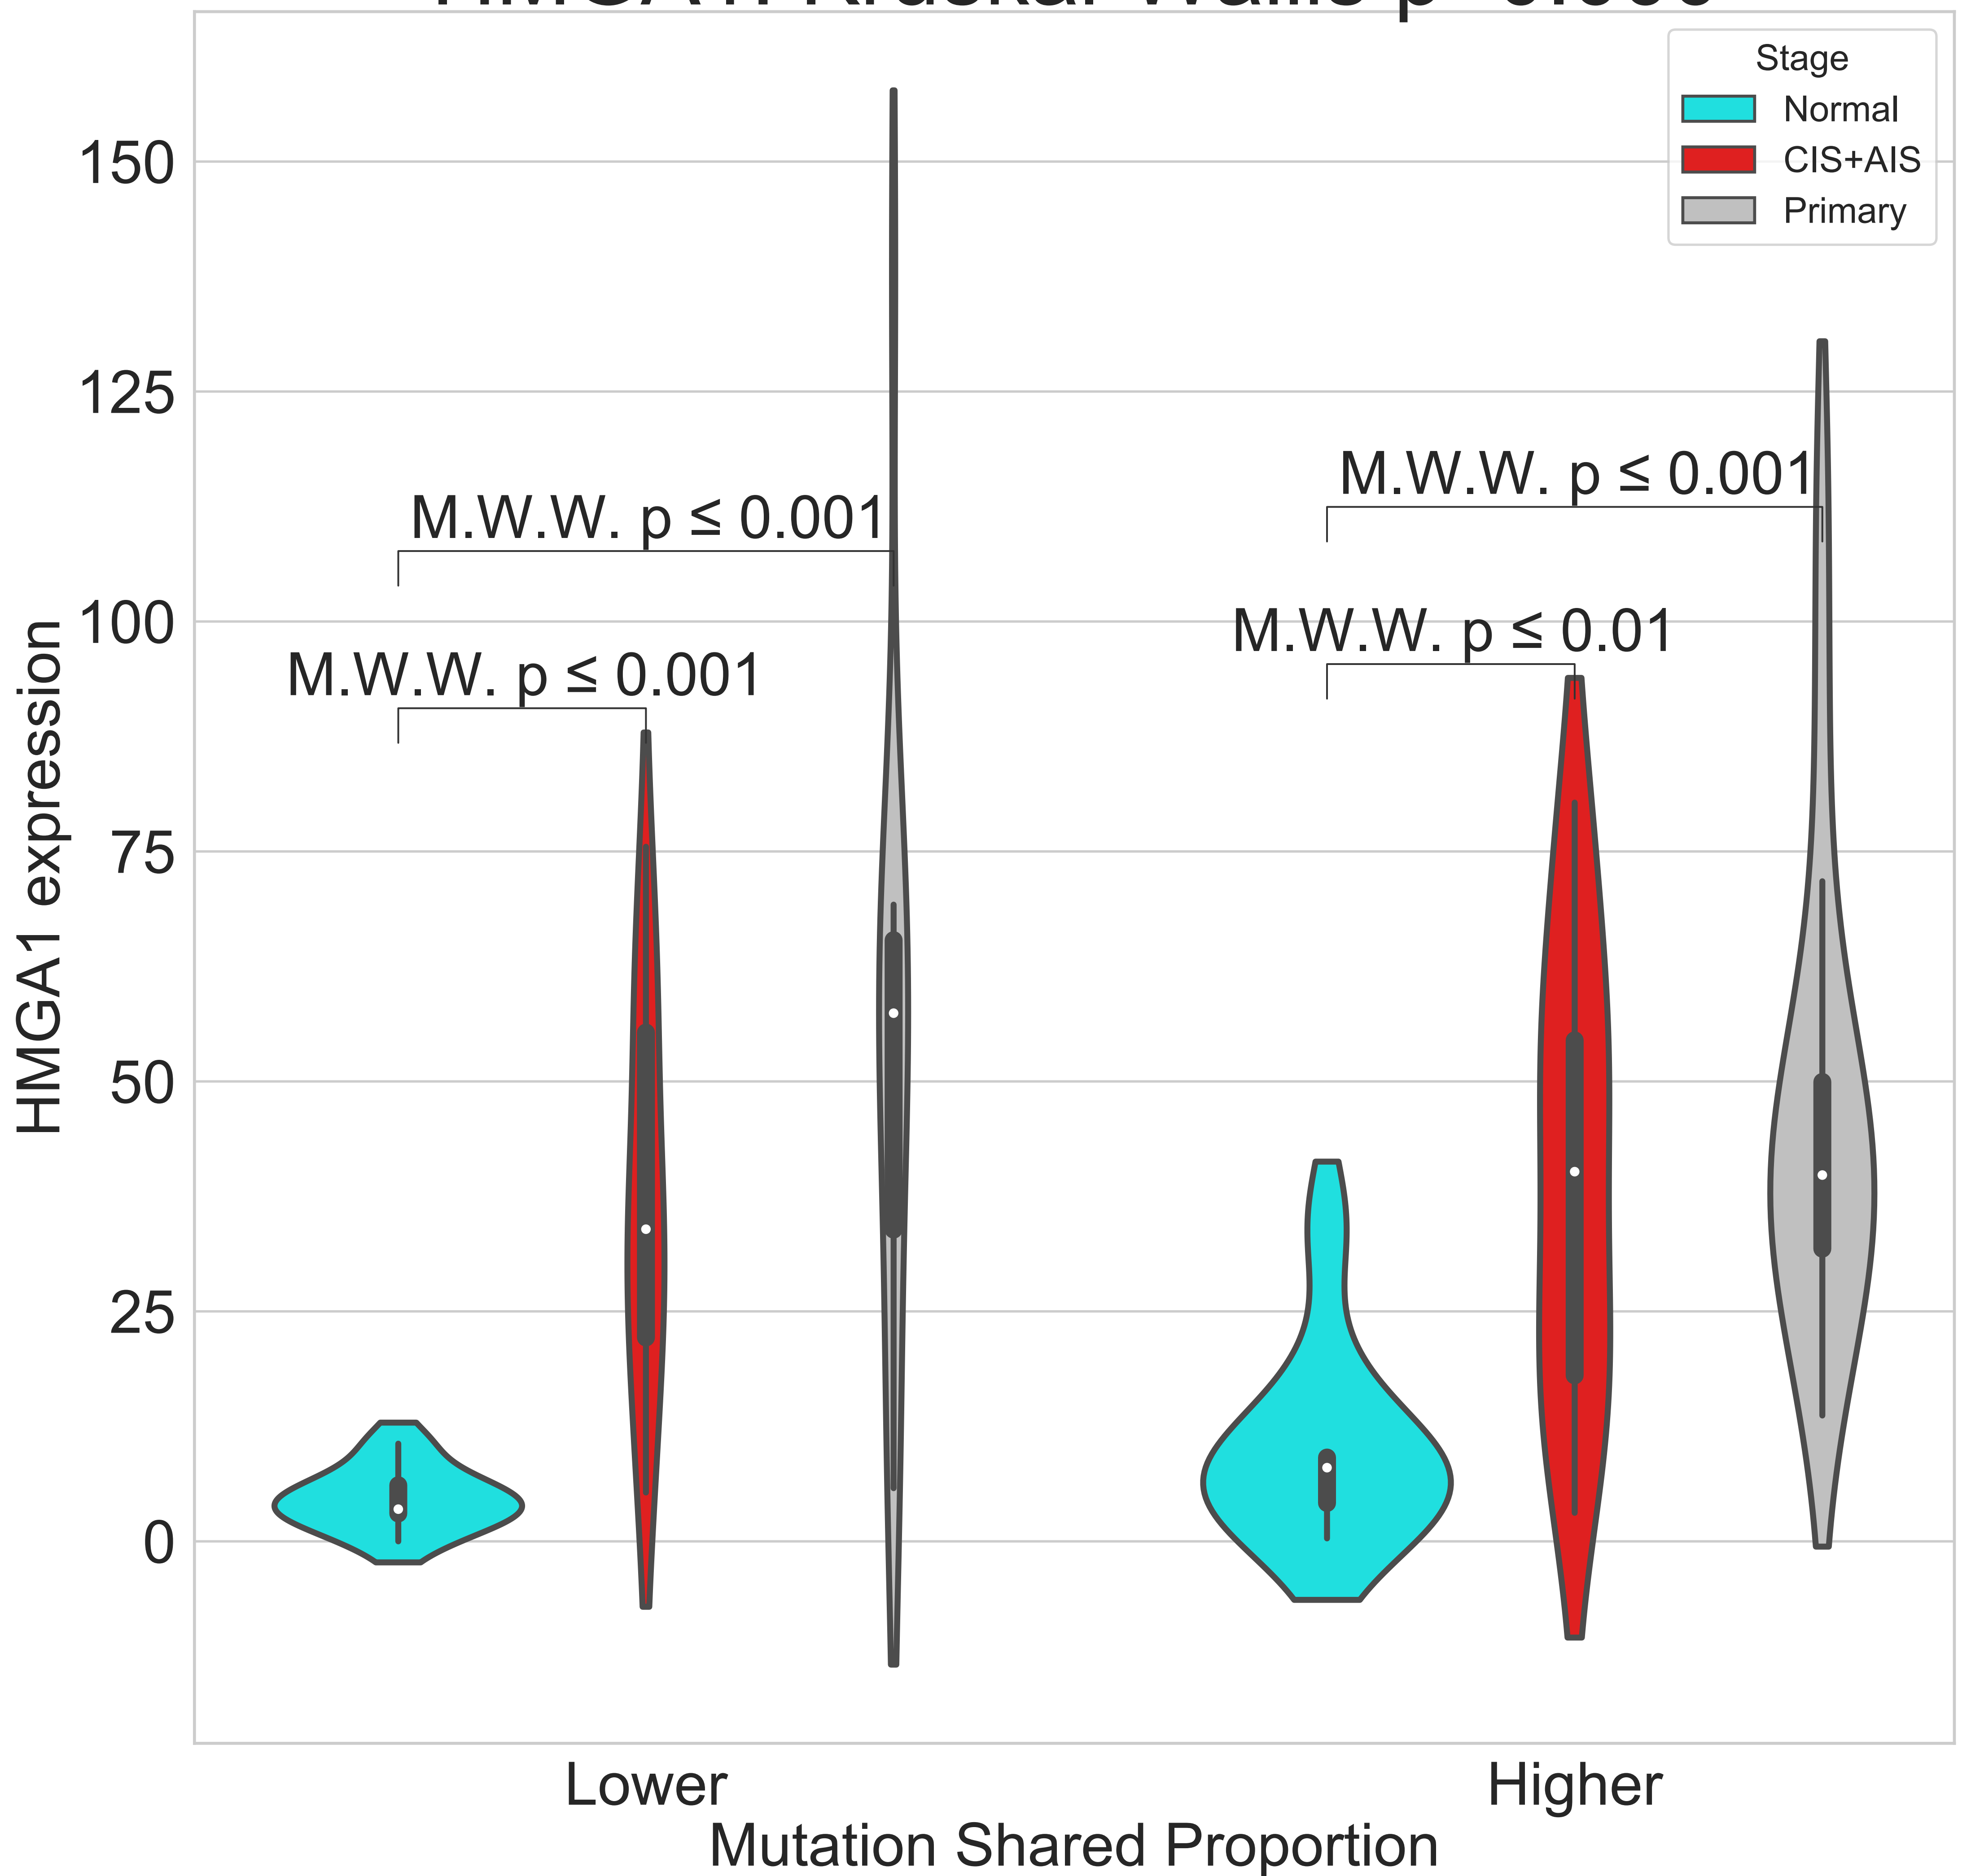 Stage
Normal
CIS+AIS
Primary
150
125
100
75
50
25
0
HMGA1 expression
M.W.W. p ≤ 0.001
M.W.W. p ≤ 0.001
M.W.W. p ≤ 0.001
M.W.W. p ≤ 0.01
Lower
Higher
Mutation Shared Proportion